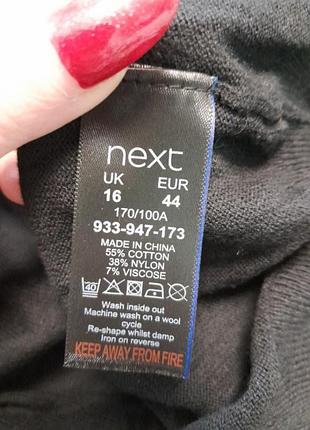 next
UK EUR
16 44
170/100A
933-947-173
MADE IN CHINA
55% COTTON
38% NYLON
7% VISCOSE
40
Wash inside out
Machine wash on a wool
cycle
Re-shape whilst damp
Iron on reverse
KEEP AWAY FROM FIRE